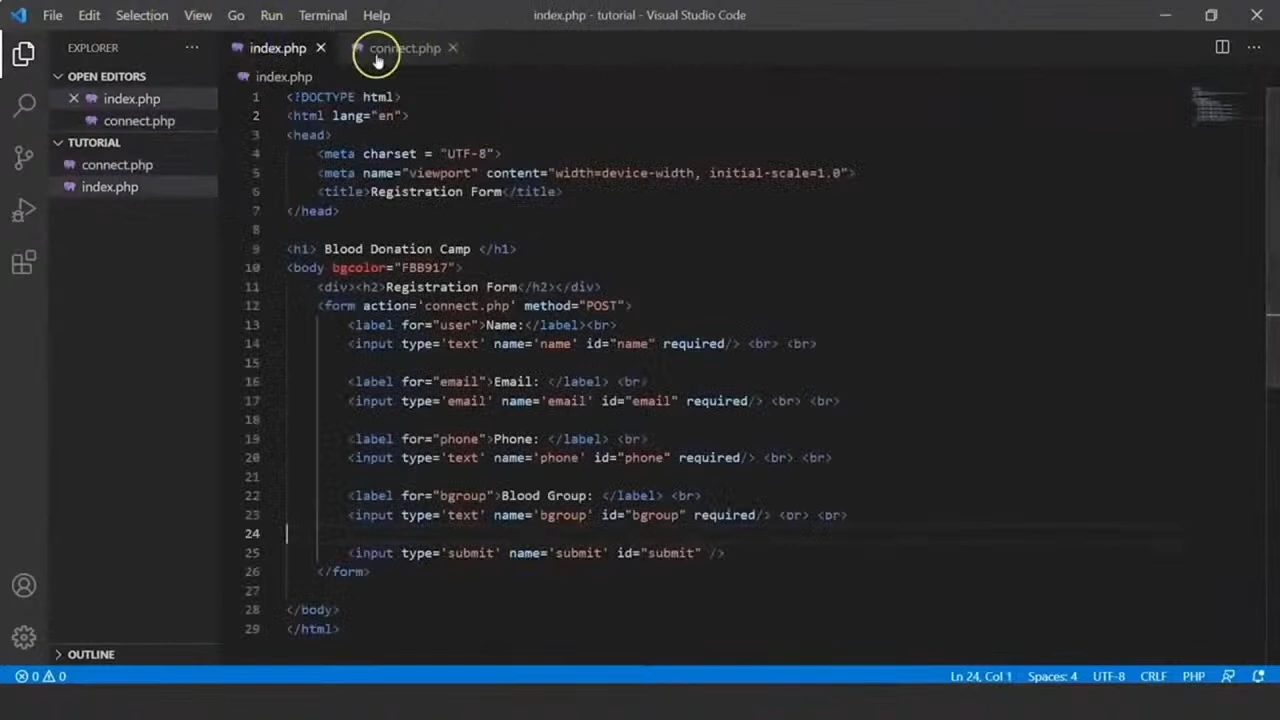 File Edit Selection View Go Run Terminal Help
index.php - tutorial - Visual Studio Code
EXPLORER
OPEN EDITORS
index.php
connect.php
TUTORIAL
connect.php
index.php
OUTLINE
index.php
connect.php
index.php
1 <!DOCTYPE html>
2 <html lang="en">
3 <head>
4 <meta charset = "UTF-8">
5 <meta name="viewport" content="width=device-width, initial-scale=1.0">
6 <title>Registration Form</title>
7 </head>
8
9 <h1> Blood Donation Camp </h1>
10 <body bgcolor="FBB917">
11 <div><h2>Registration Form</h2></div>
12 <form action='connect.php' method="POST">
13 <label for="user">Name:</label><br>
14 <input type='text' name='name' id="name" required/> <br> <br>
15
16 <label for="email">Email: </label> <br>
17 <input type='email' name='email' id="email" required/> <br> <br>
18
19 <label for="phone">Phone: </label> <br>
20 <input type='text' name='phone' id="phone" required/> <br> <br>
21
22 <label for="bgroup">Blood Group: </label> <br>
23 <input type='text' name='bgroup' id="bgroup" required/> <br> <br>
24
25 <input type='submit' name='submit' id="submit" />
26 </form>
27
28 </body>
29 </html>
0 0
Ln 24, Col 1 Spaces: 4 UTF-8 CRLF PHP